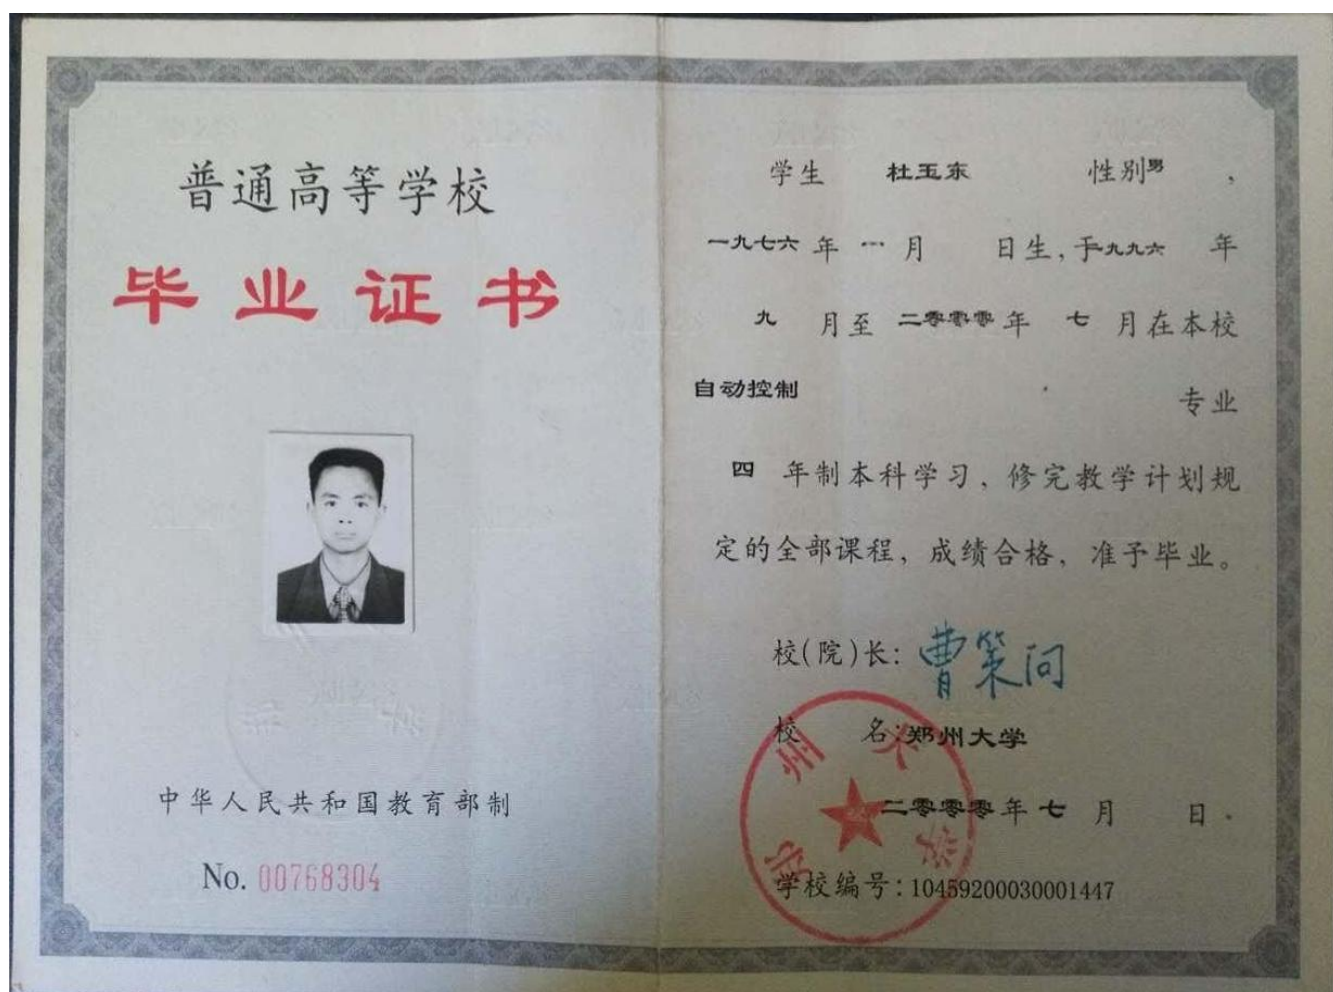 普通高等学校
毕业证书
中华人民共和国教育部制
No. 00768304
学生 杜玉东 性别男 ，
一九七六年 月 日生，于一九九六 年
九 月至 二零零零年 七 月在本校
自动控制 专业
四 年制本科学习，修完教学计划规
定的全部课程，成绩合格，准予毕业。
校(院)长：曹策问
校 名：郑州大学
二零零零年 七 月 日
学校编号：10459200030001447
郑州大学